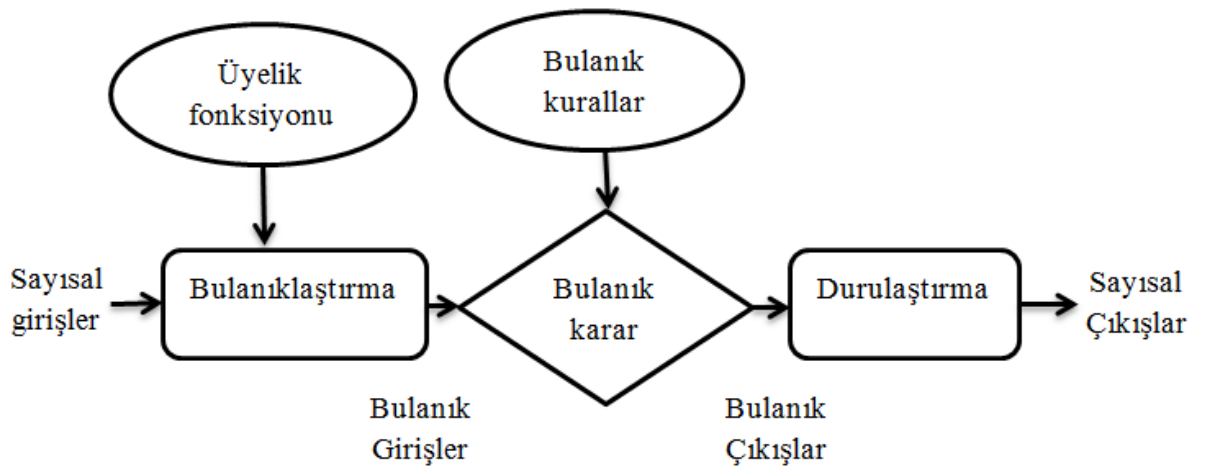 Üyelik
fonksiyonu
Bulanık
kurallar
Sayısal
girişler
Bulanıklaştırma
Bulanık
karar
Durulaştırma
Sayısal
Çıkışlar
Bulanık
Girişler
Bulanık
Çıkışlar